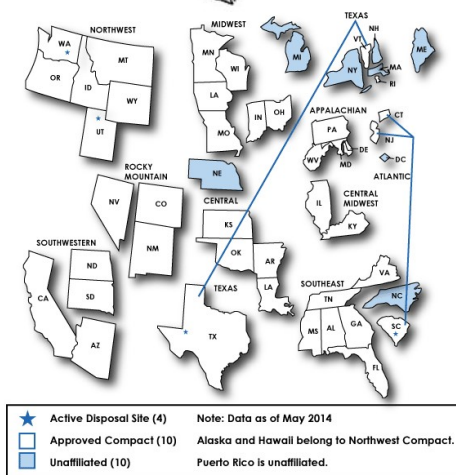 TEXAS
NORTHWEST
MIDWEST
NH
VT
ME
WA
MT
MN
MI
NY
MA
WI
RI
OR
ID
WY
LA
IN
OH
APPALACHIAN
CT
UT
MO
PA
NJ
DE
WV
MD
DC
ROCKY
MOUNTAIN
NE
ATLANTIC
CENTRAL
IL
CENTRAL
MIDWEST
NV
CO
KS
KY
SOUTHWESTERN
NM
OK
AR
ND
VA
CA
SD
LA
SOUTHEAST
TEXAS
TN
NC
AZ
TX
MS
AL
GA
SC
FL
Active Disposal Site (4) Note: Data as of May 2014
Approved Compact (10) Alaska and Hawaii belong to Northwest Compact.
Unaffiliated (10) Puerto Rico is unaffiliated.